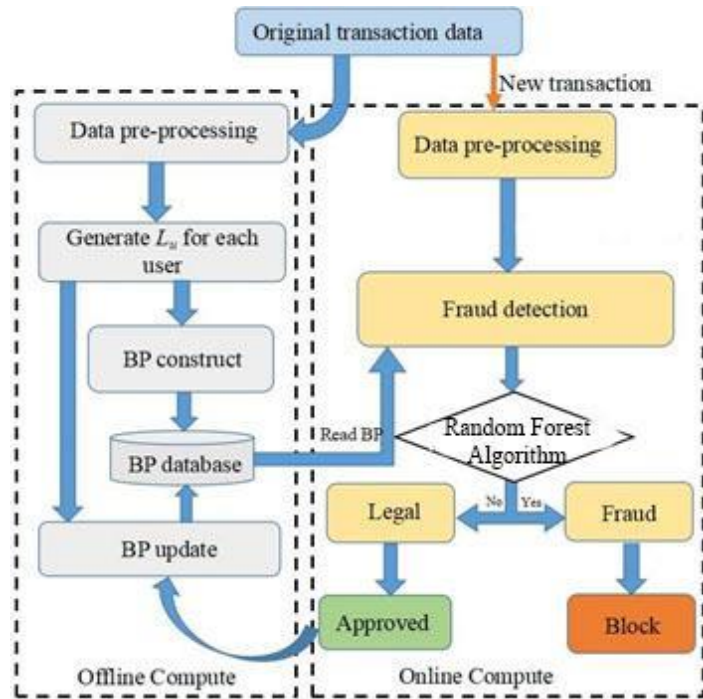 Original transaction data
New transaction
Data pre-processing
Data pre-processing
Generate Lu for each
user
Fraud detection
BP construct
Random Forest
Algorithm
Read BP
BP database
No
Yes
Legal
Fraud
BP update
Approved
Block
Offline Compute
Online Compute